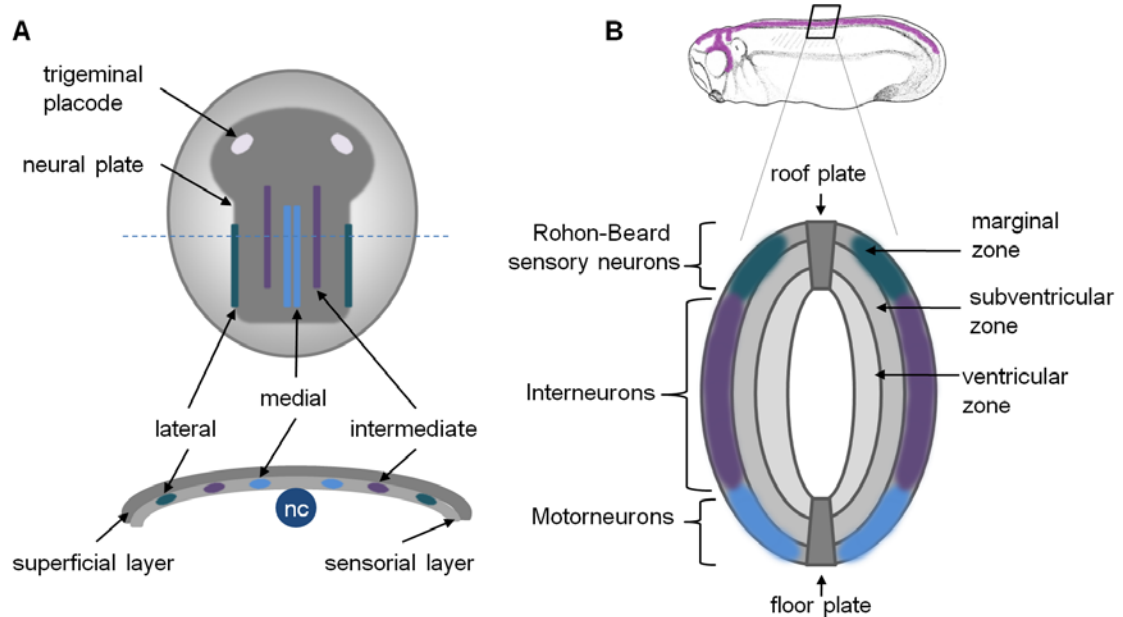 A
trigeminal
placode
neural plate
medial
lateral
intermediate
nc
superficial layer
sensorial layer
B
roof plate
Rohon-Beard
sensory neurons
marginal
zone
subventricular
zone
Interneurons
ventricular
zone
Motorneurons
floor plate